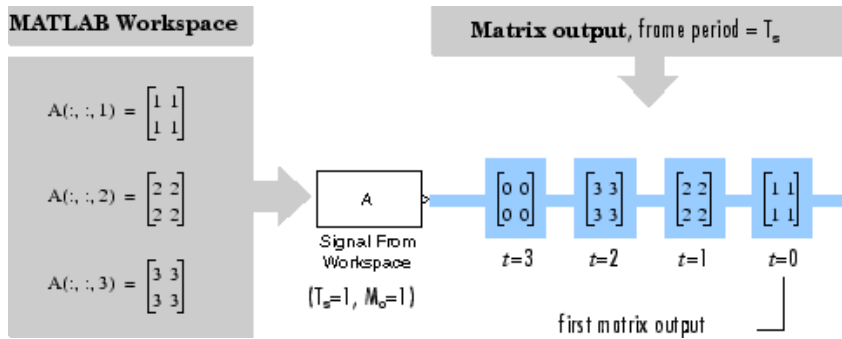 MATLAB Workspace
Matrix output, frame period = Tₛ
A(:, :, 1) = [1 1
1 1]
A(:, :, 2) = [2 2
2 2]
A(:, :, 3) = [3 3
3 3]
A
Signal From
Workspace
(Tₛ=1, Mₒ=1)
[0 0
0 0]
[3 3
3 3]
[2 2
2 2]
[1 1
1 1]
t=3
t=2
t=1
t=0
first matrix output